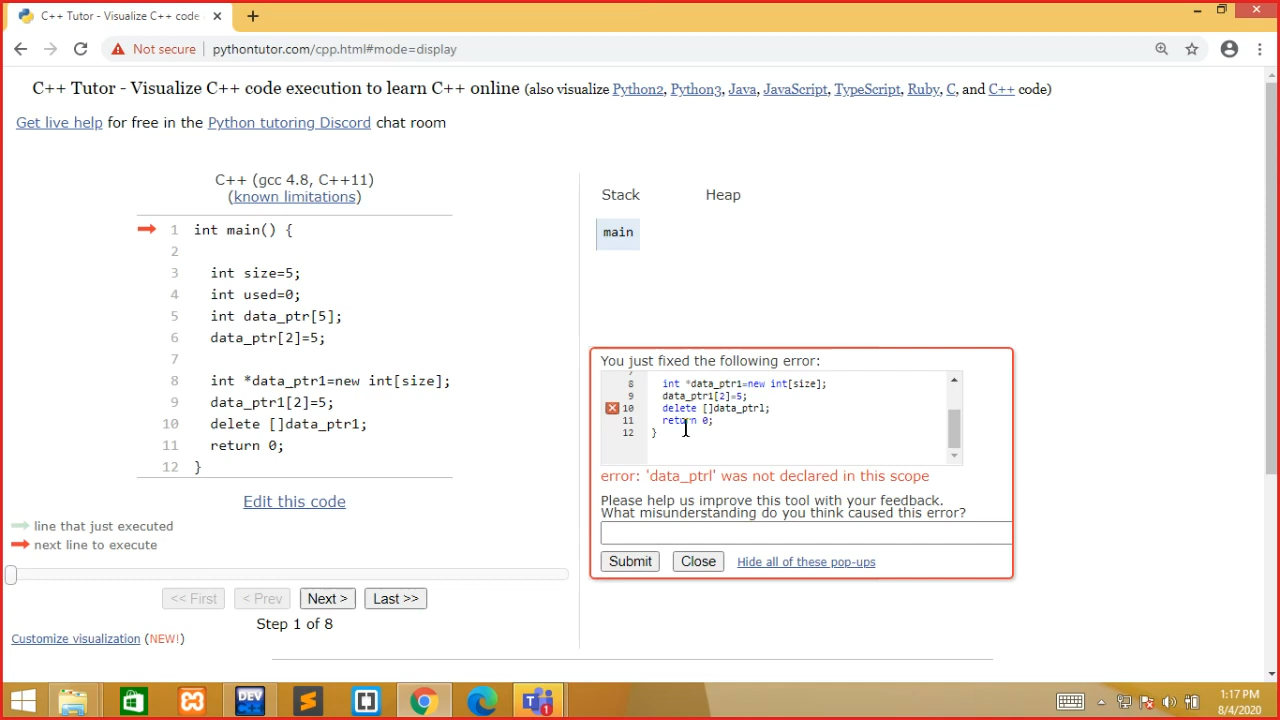 C++ Tutor - Visualize C++ code
Not secure
pythontutor.com/cpp.html#mode=display
C++ Tutor - Visualize C++ code execution to learn C++ online (also visualize Python2, Python3, Java, JavaScript, TypeScript, Ruby, C, and C++ code)
Get live help for free in the Python tutoring Discord chat room
C++ (gcc 4.8, C++11)
(known limitations)
1 int main() {
2
3 int size=5;
4 int used=0;
5 int data_ptr[5];
6 data_ptr[2]=5;
7
8 int *data_ptr1=new int[size];
9 data_ptr1[2]=5;
10 delete []data_ptr1;
11 return 0;
12 }
Edit this code
line that just executed
next line to execute
<< First < Prev Next > Last >>
Step 1 of 8
Customize visualization (NEW!)
Stack Heap
main
You just fixed the following error:
8 int *data_ptr1=new int[size];
9 data_ptr1[2]=5;
10 delete []data_ptrl;
11 return 0;
12 }
error: 'data_ptrl' was not declared in this scope
Please help us improve this tool with your feedback.
What misunderstanding do you think caused this error?
Submit Close Hide all of these pop-ups
DEV
1
1:17 PM
8/4/2020